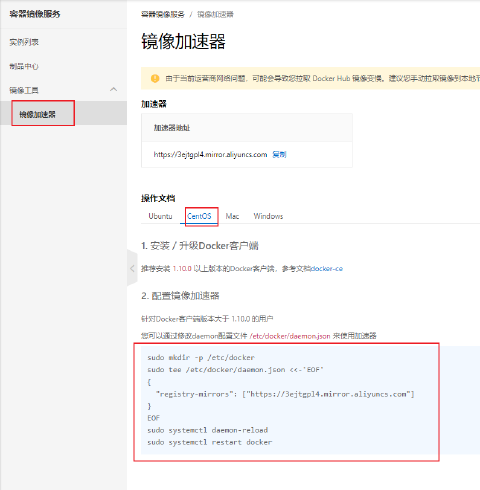 容器镜像服务
实例列表
制品中心
镜像工具
镜像加速器
容器镜像服务 / 镜像加速器
镜像加速器
由于当前运营商网络问题，可能会导致您拉取 Docker Hub 镜像变慢。建议您手动拉取镜像到本地
加速器
加速器地址
https://3ejtgpl4.mirror.aliyuncs.com 复制
操作文档
Ubuntu CentOS Mac Windows
1. 安装 / 升级Docker客户端
推荐安装 1.10.0 以上版本的Docker客户端，参考文档docker-ce
2. 配置镜像加速器
针对Docker客户端版本大于 1.10.0 的用户
您可以通过修改daemon配置文件 /etc/docker/daemon.json 来使用加速器
sudo mkdir -p /etc/docker
sudo tee /etc/docker/daemon.json <<-'EOF'
{
"registry-mirrors": ["https://3ejtgpl4.mirror.aliyuncs.com"]
}
EOF
sudo systemctl daemon-reload
sudo systemctl restart docker